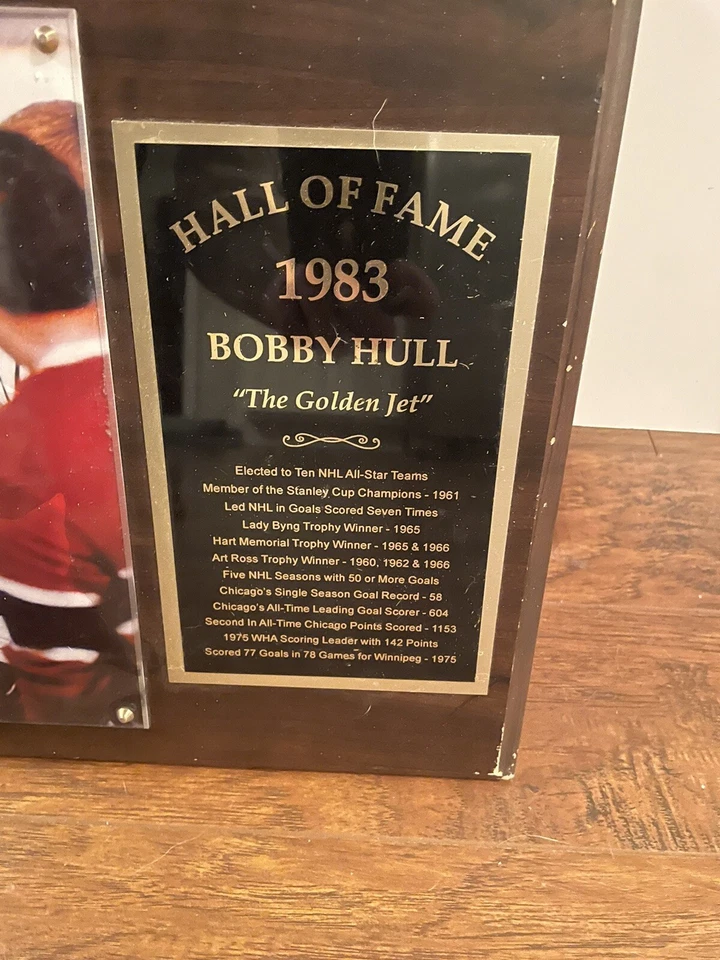 HALL OF FAME
1983
BOBBY HULL
“The Golden Jet”
Elected to Ten NHL All-Star Teams
Member of the Stanley Cup Champions - 1961
Led NHL in Goals Scored Seven Times
Lady Byng Trophy Winner - 1965
Hart Memorial Trophy Winner - 1965 & 1966
Art Ross Trophy Winner - 1960, 1962 & 1966
Five NHL Seasons with 50 or More Goals
Chicago's Single Season Goal Record - 58
Chicago's All-Time Leading Goal Scorer - 604
Second In All-Time Chicago Points Scored - 1153
1975 WHA Scoring Leader with 142 Points
Scored 77 Goals in 78 Games for Winnipeg - 1975